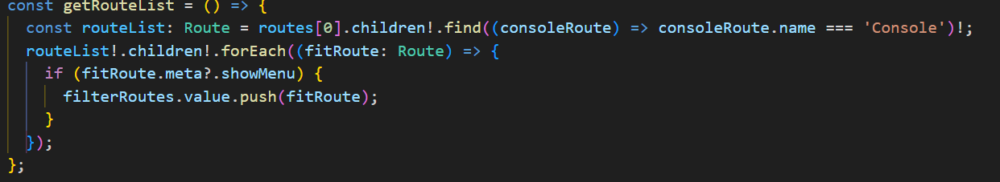 const getRouteList = () => {
const routeList: Route = routes[0].children!.find((consoleRoute) => consoleRoute.name === 'Console')!;
routeList!.children!.forEach((fitRoute: Route) => {
if (fitRoute.meta?.showMenu) {
filterRoutes.value.push(fitRoute);
}
});
};